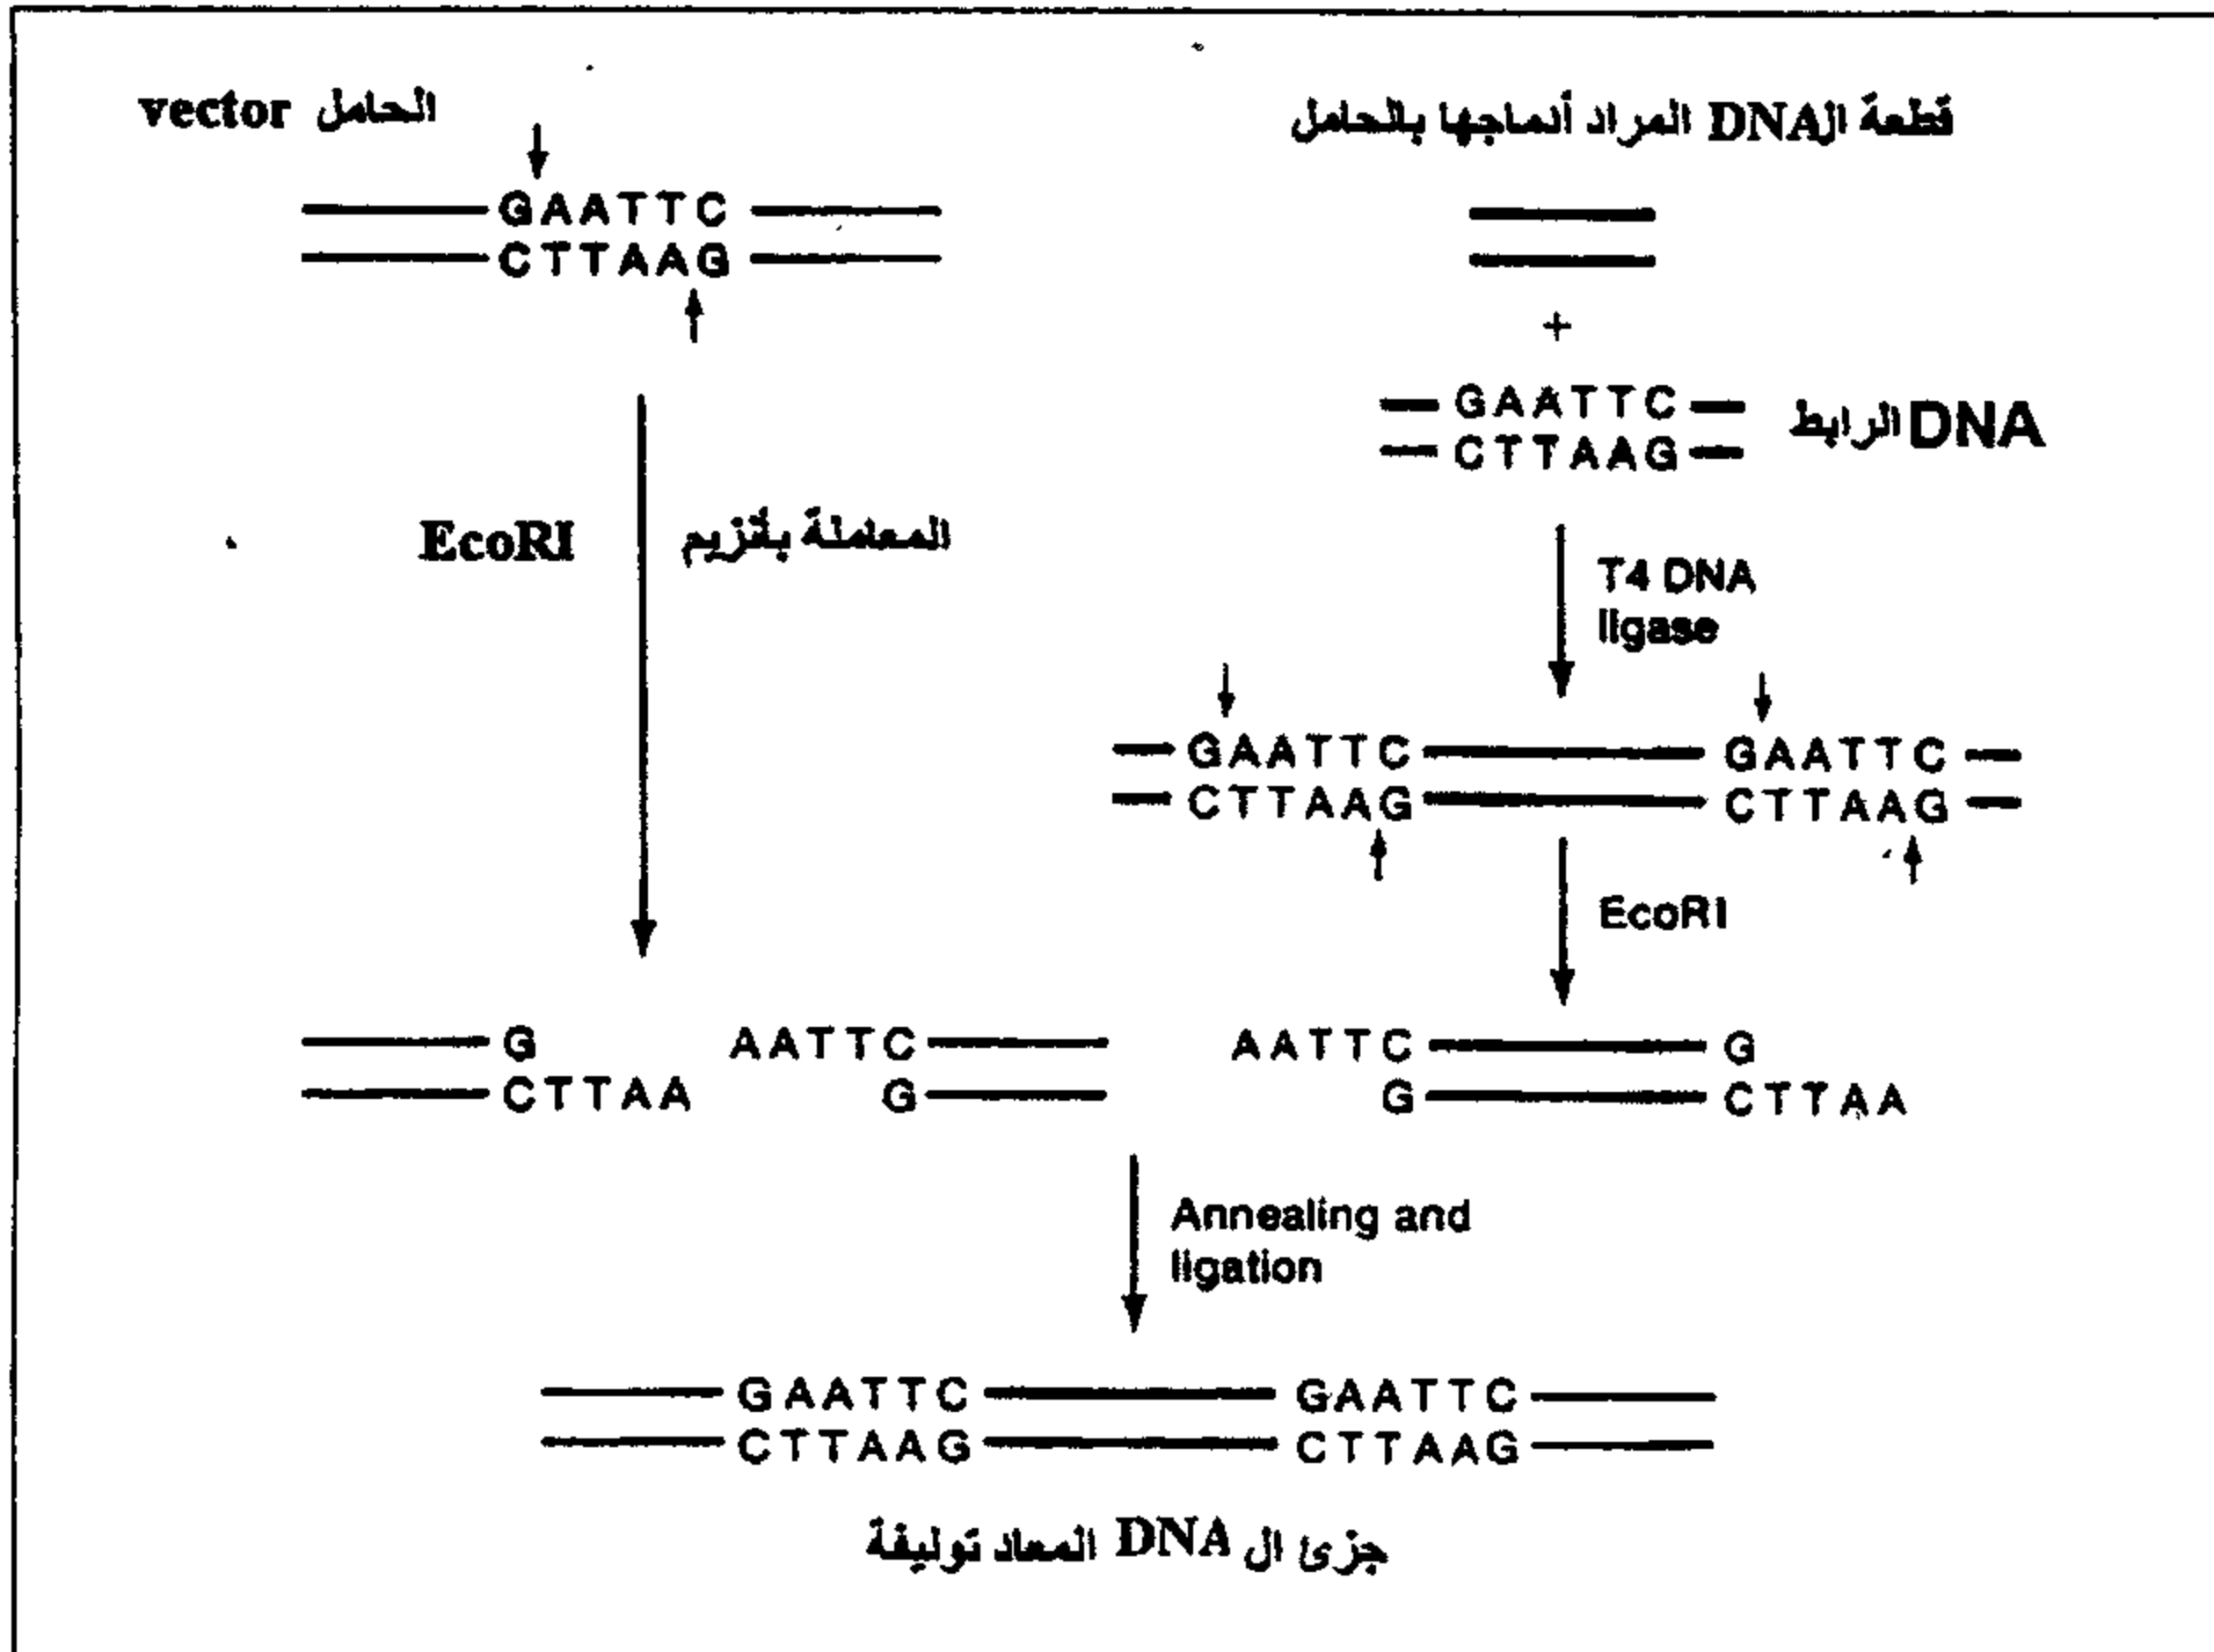 الحامل vector
قطعة الDNA المراد أدماجها بالحامل
GAATTC
CTTAAG
+
GAATTC
CTTAAG
DNA الرابط
EcoRI
المعاملة بأنزيم
T4 DNA
ligase
GAATTC GAATTC
CTTAAG CTTAAG
EcoRI
G AATTC AATTC G
CTTAA G G CTTAA
Annealing and
ligation
GAATTC GAATTC
CTTAAG CTTAAG
جزئ ال DNA المعاد توليفة